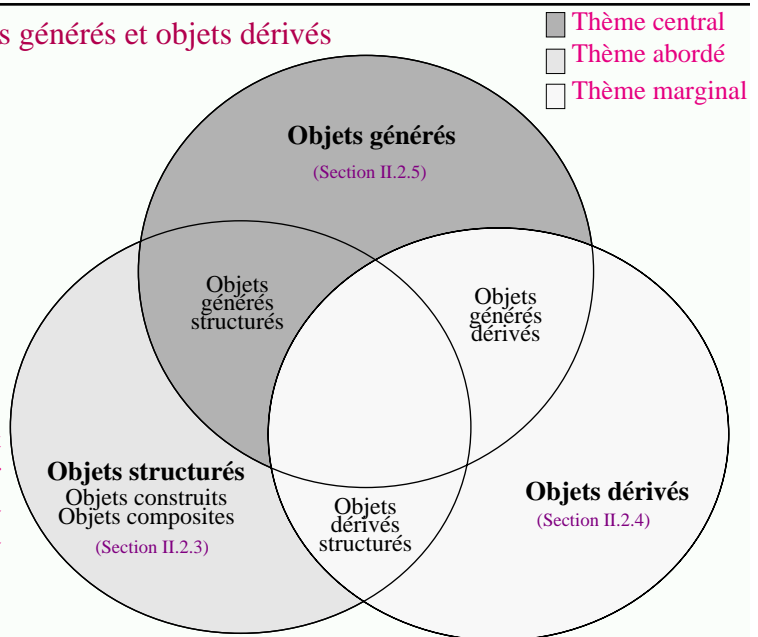 s générés et objets dérivés
Thème central
Thème abordé
Thème marginal
Objets générés
(Section II.2.5)
Objets
générés
structurés
Objets
générés
dérivés
Objets structurés
Objets construits
Objets composites
(Section II.2.3)
Objets
dérivés
structurés
Objets dérivés
(Section II.2.4)